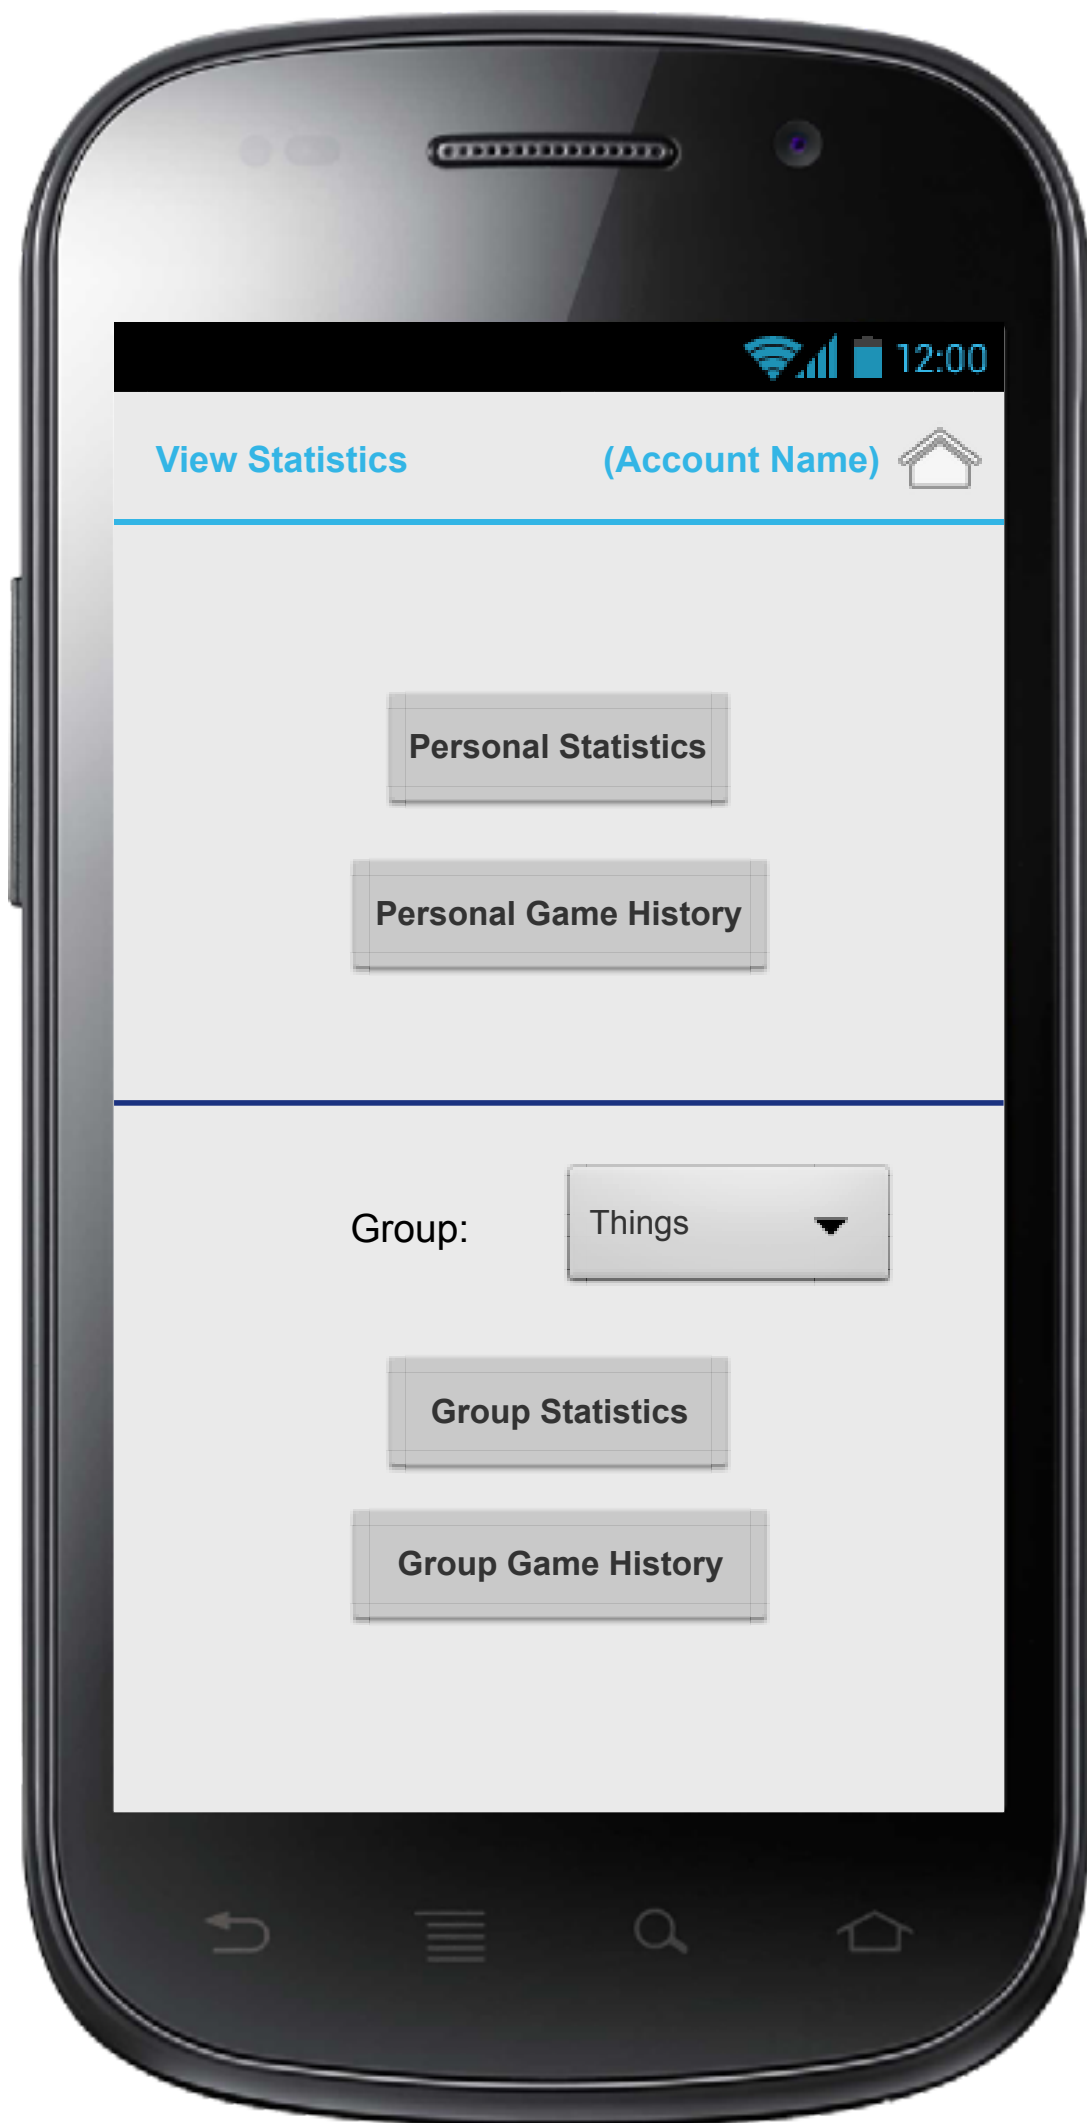 12:00
View Statistics (Account Name)
Personal Statistics
Personal Game History
Group: Things
Group Statistics
Group Game History